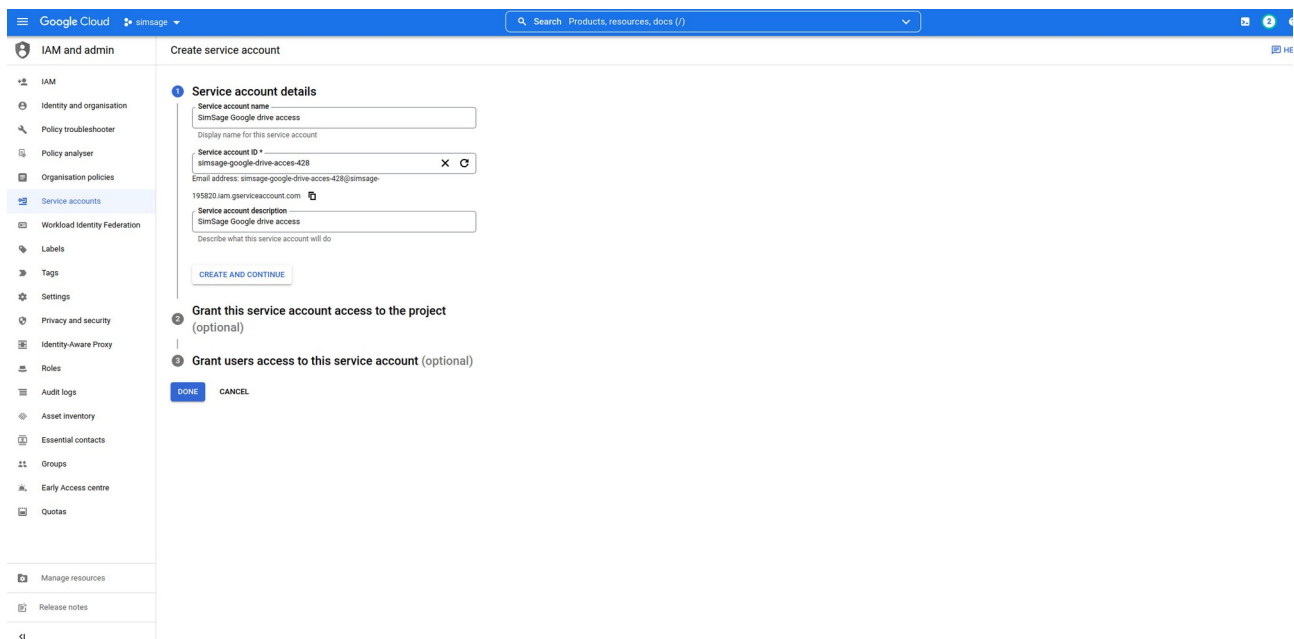 Google Cloud
simsage
Search Products, resources, docs (/)
2
IAM and admin
Create service account
HE
IAM
Identity and organisation
Policy troubleshooter
Policy analyser
Organisation policies
Service accounts
Workload Identity Federation
Labels
Tags
Settings
Privacy and security
Identity-Aware Proxy
Roles
Audit logs
Asset inventory
Essential contacts
Groups
Early Access centre
Quotas
Manage resources
Release notes
1 Service account details
Service account name
SimSage Google drive access
Display name for this service account
Service account ID *
simsage-google-drive-acces-428
Email address: simsage-google-drive-acces-428@simsage-
195820.iam.gserviceaccount.com
Service account description
SimSage Google drive access
Describe what this service account will do
CREATE AND CONTINUE
2 Grant this service account access to the project
(optional)
3 Grant users access to this service account (optional)
DONE CANCEL